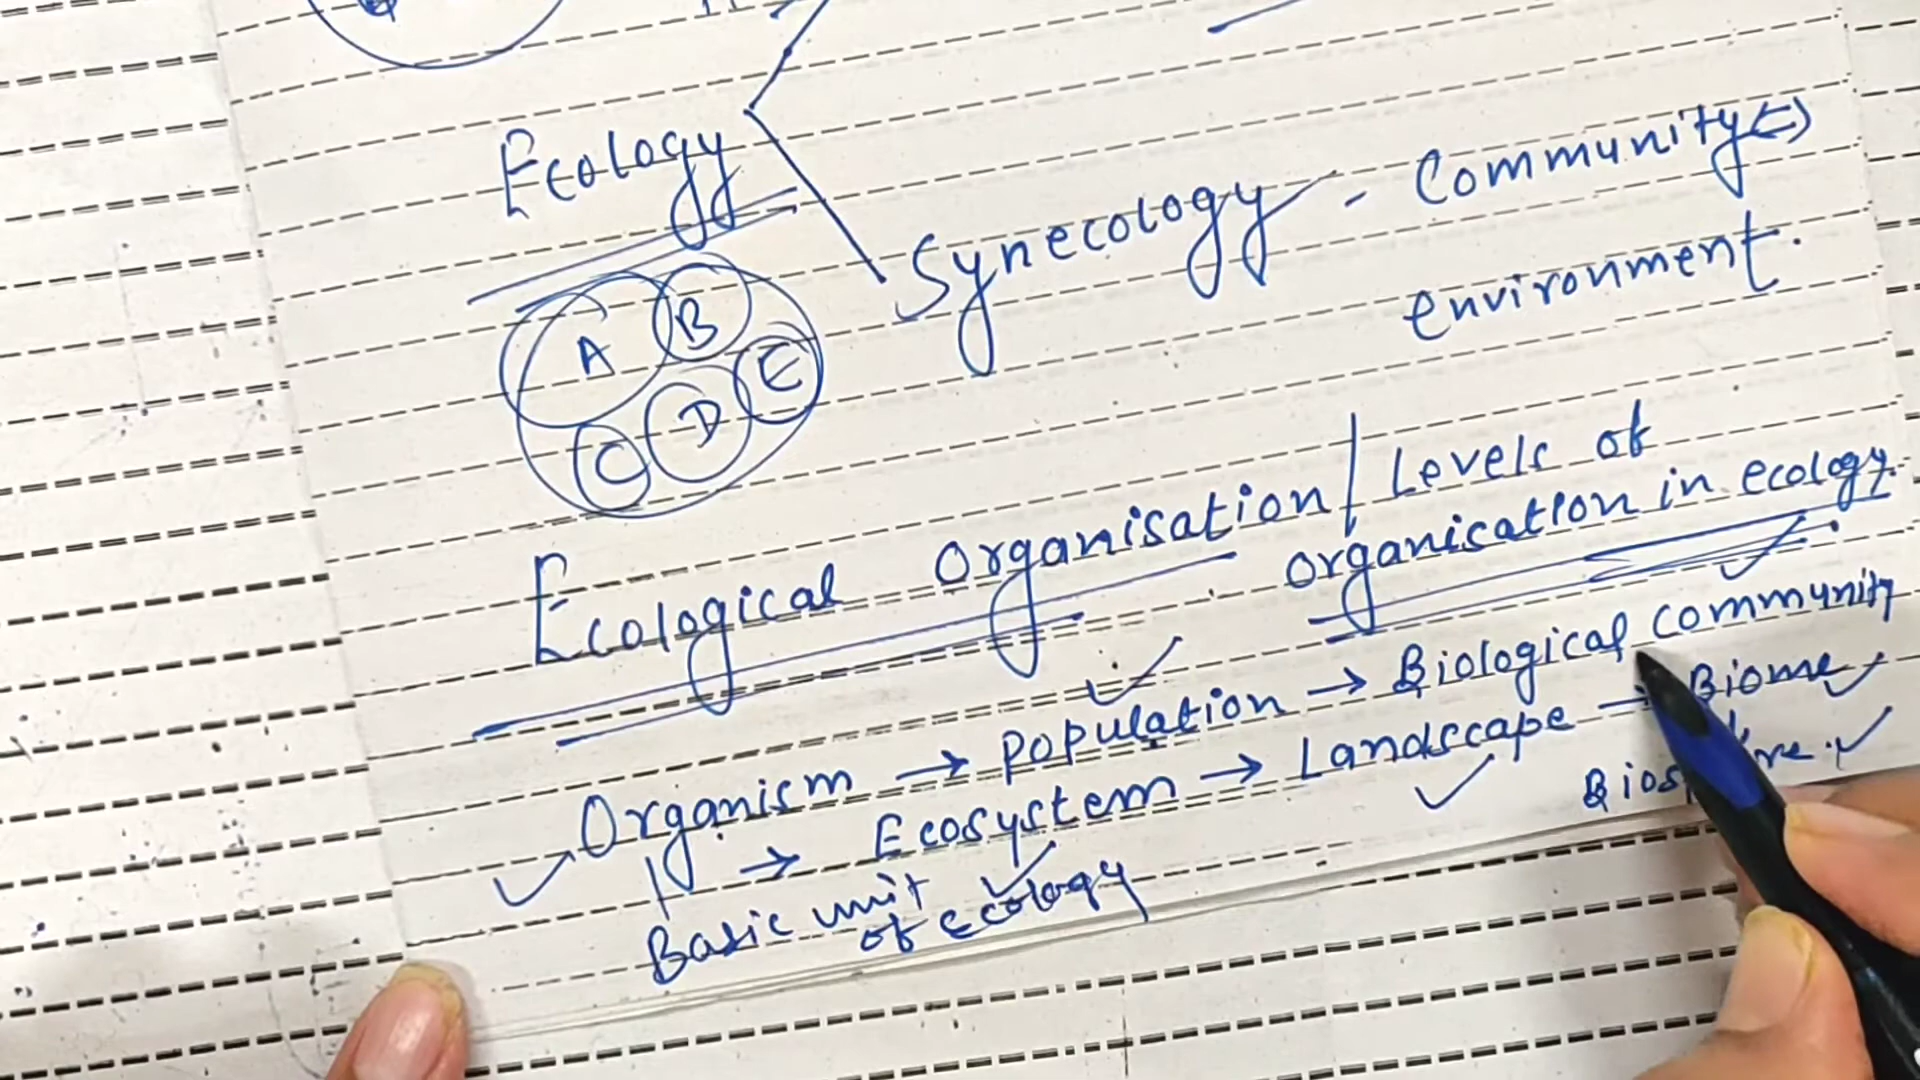 Ecology
Synecology - Community ↔
environment.
A B
E
C D
Ecological Organisation / Levels of
organisation in ecology.
Organism → Population → Biological community
→ Ecosystem → Landscape → Biome
Basic unit
of ecology